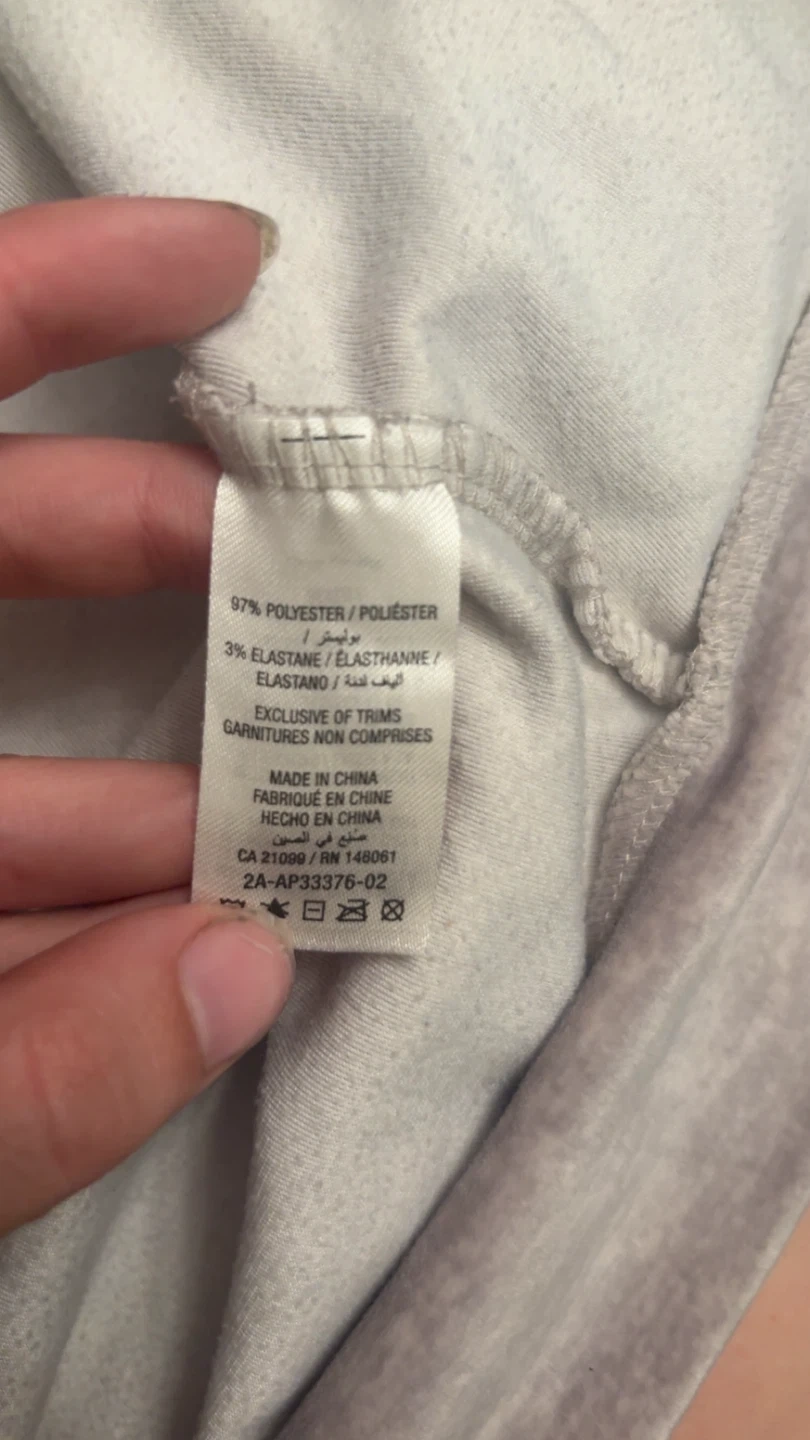 97% POLYESTER / POLIÉSTER
/ بوليستر
3% ELASTANE / ÉLASTHANNE /
ELASTANO / ألياف لدنة
EXCLUSIVE OF TRIMS
GARNITURES NON COMPRISES
MADE IN CHINA
FABRIQUÉ EN CHINE
HECHO EN CHINA
صنع في الصين
CA 21099 / RN 148061
2A-AP33376-02